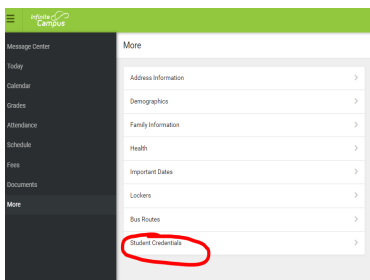 Infinite Campus
Message Center
Today
Calendar
Grades
Attendance
Schedule
Fees
Documents
More
More
Address Information
Demographics
Family Information
Health
Important Dates
Lockers
Bus Routes
Student Credentials